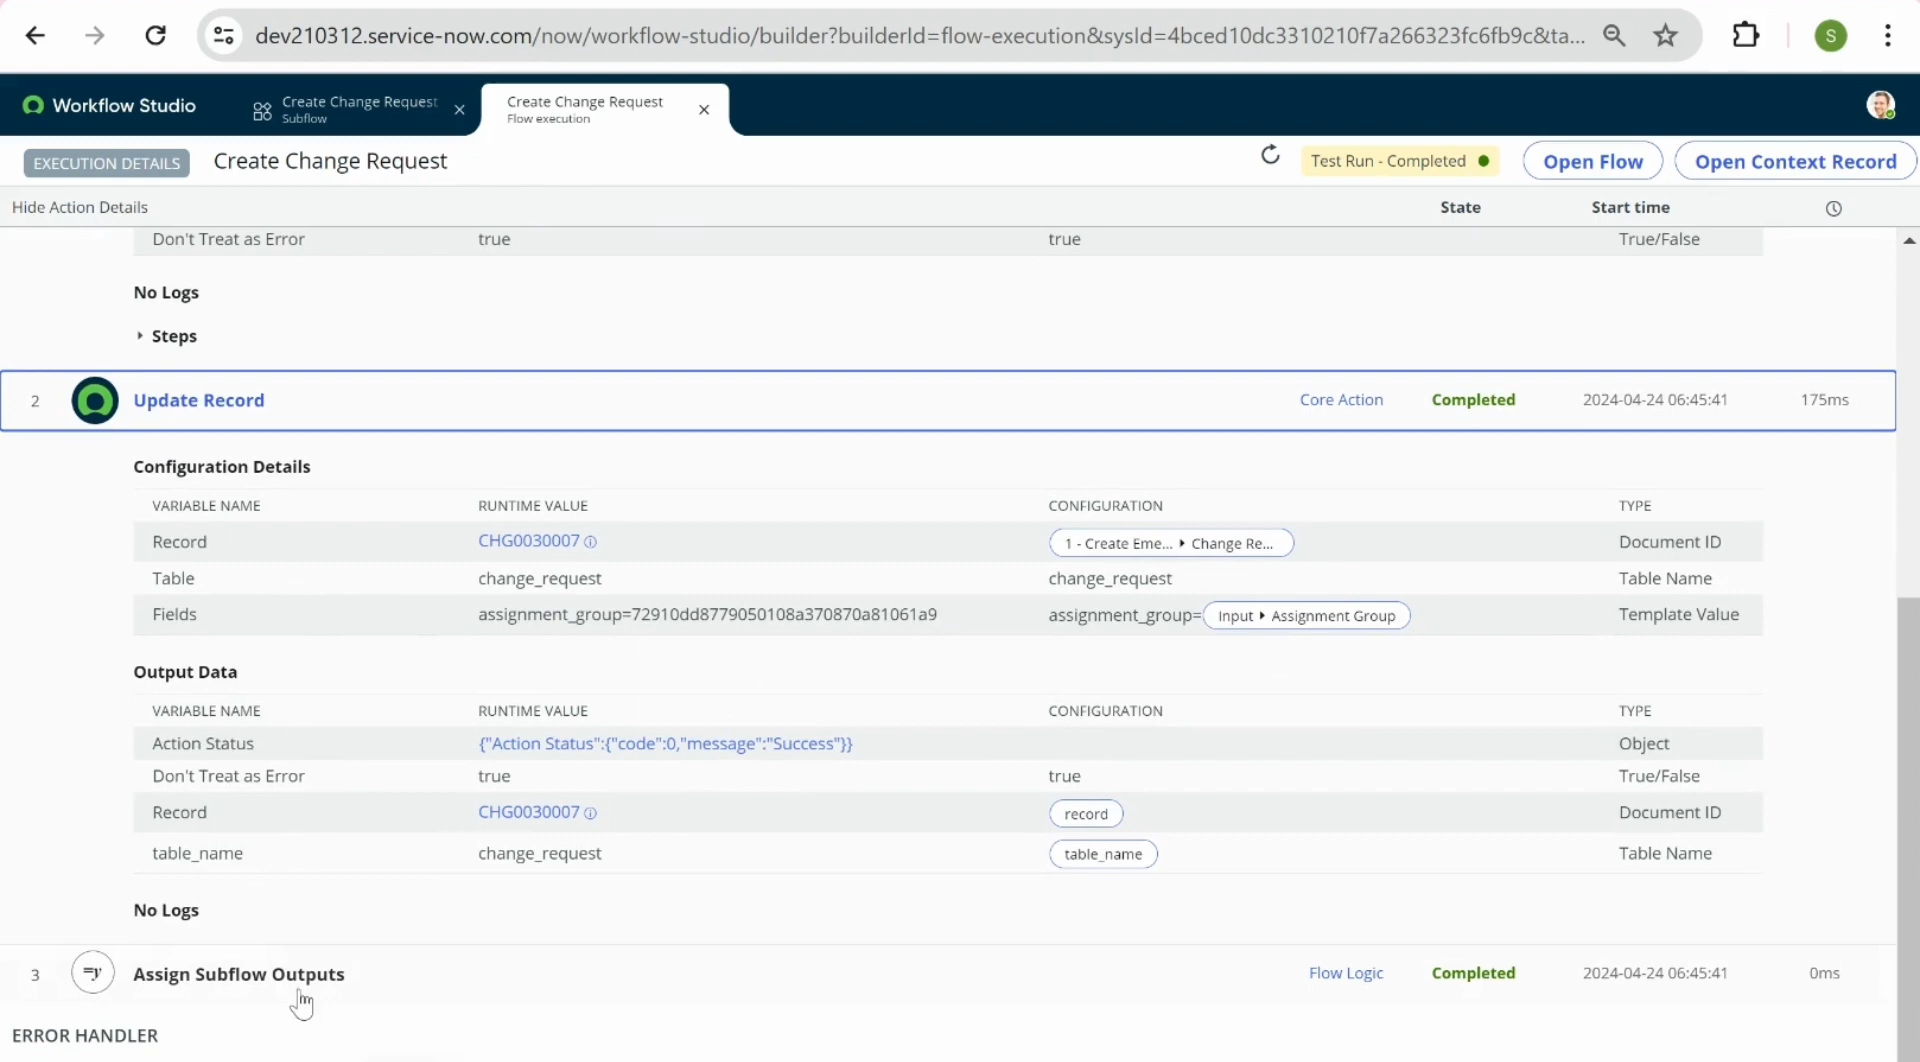 dev210312.service-now.com/now/workflow-studio/builder?builderId=flow-execution&sysId=4bced10dc3310210f7a266323fc6fb9c&ta...
S
Workflow Studio
Create Change Request
Subflow
Create Change Request
Flow execution
EXECUTION DETAILS Create Change Request Test Run - Completed Open Flow Open Context Record
Hide Action Details State Start time
Don't Treat as Error true true True/False
No Logs
Steps
2 Update Record Core Action Completed 2024-04-24 06:45:41 175ms
Configuration Details
VARIABLE NAME RUNTIME VALUE CONFIGURATION TYPE
Record CHG0030007 1 - Create Eme... Change Re... Document ID
Table change_request change_request Table Name
Fields assignment_group=72910dd8779050108a370870a81061a9 assignment_group= Input Assignment Group Template Value
Output Data
VARIABLE NAME RUNTIME VALUE CONFIGURATION TYPE
Action Status {"Action Status":{"code":0,"message":"Success"}} Object
Don't Treat as Error true true True/False
Record CHG0030007 record Document ID
table_name change_request table_name Table Name
No Logs
3 Assign Subflow Outputs Flow Logic Completed 2024-04-24 06:45:41 0ms
ERROR HANDLER